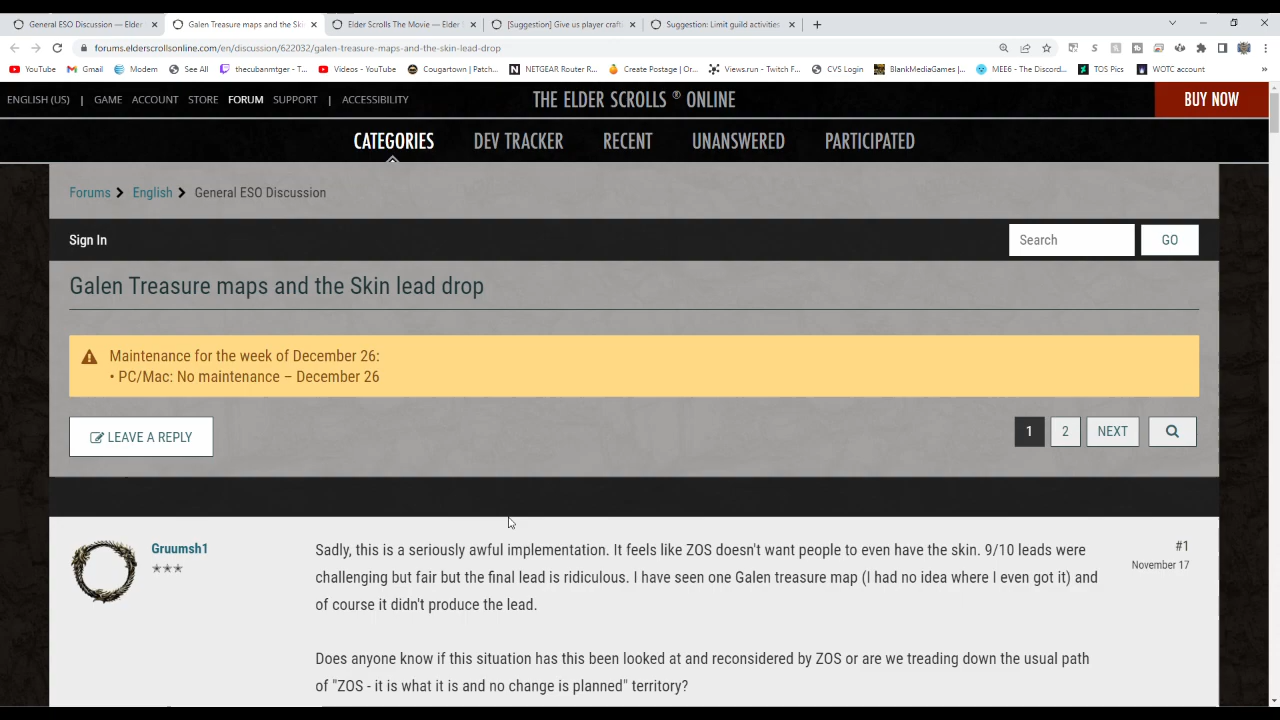 General ESO Discussion — Elder
Galen Treasure maps and the Ski
Elder Scrolls The Movie — Elder S
[Suggestion] Give us player crafti
Suggestion: Limit guild activities
forums.elderscrollsonline.com/en/discussion/622032/galen-treasure-maps-and-the-skin-lead-drop
YouTube Gmail Modem See All thecubanmtger - T... Videos - YouTube Cougartown | Patch... NETGEAR Router R... Create Postage | Or... Views.run - Twitch F... CVS Login BlankMediaGames |... MEE6 - The Discord... TOS Pics WOTC account »
ENGLISH (US) | GAME ACCOUNT STORE FORUM SUPPORT | ACCESSIBILITY
THE ELDER SCROLLS ® ONLINE
BUY NOW
CATEGORIES DEV TRACKER RECENT UNANSWERED PARTICIPATED
Forums > English > General ESO Discussion
Sign In
Search
GO
Galen Treasure maps and the Skin lead drop
Maintenance for the week of December 26:
• PC/Mac: No maintenance – December 26
LEAVE A REPLY
1 2 NEXT
Gruumsh1
#1
November 17
Sadly, this is a seriously awful implementation. It feels like ZOS doesn't want people to even have the skin. 9/10 leads were
challenging but fair but the final lead is ridiculous. I have seen one Galen treasure map (I had no idea where I even got it) and
of course it didn't produce the lead.
Does anyone know if this situation has this been looked at and reconsidered by ZOS or are we treading down the usual path
of "ZOS - it is what it is and no change is planned" territory?